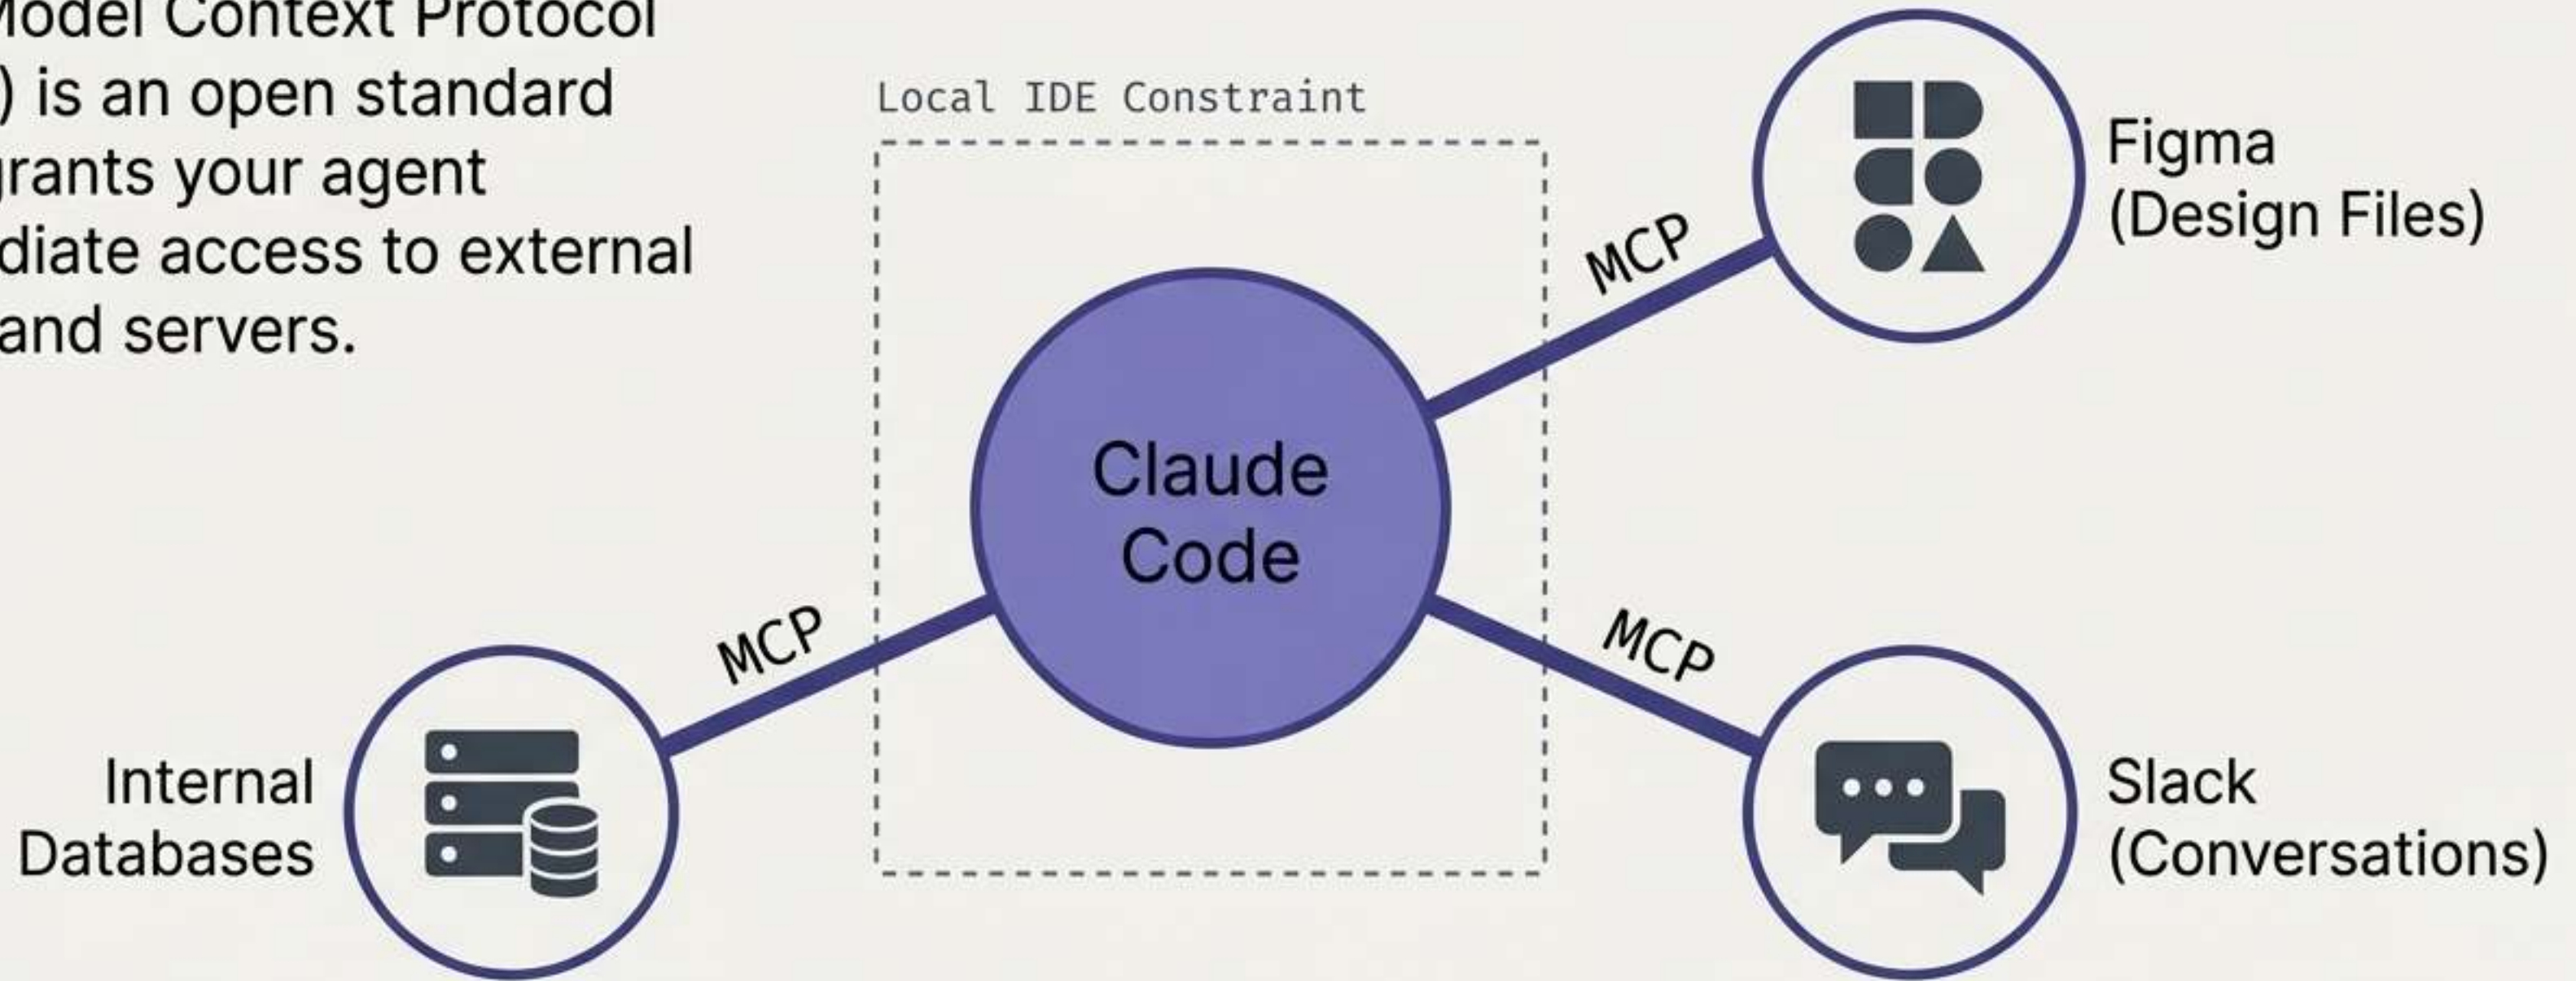 Model Context Protocol
) is an open standard
grants your agent
diate access to external
and servers.
Local IDE Constraint
MCP
Figma
(Design Files)
Claude
Code
MCP
MCP
Internal
Databases
Slack
(Conversations)